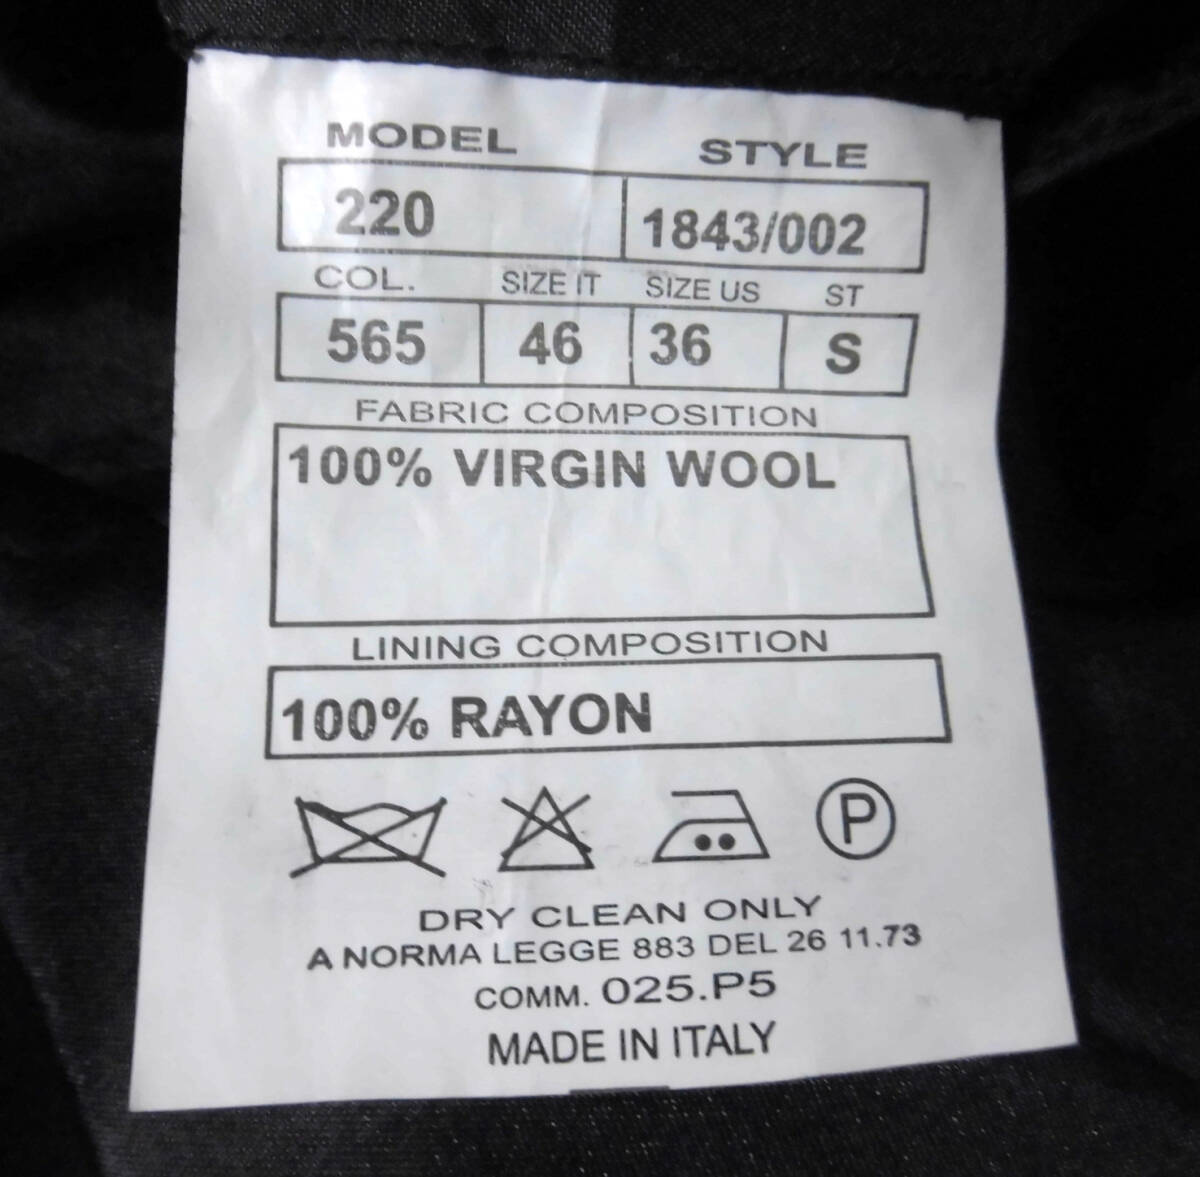 MODEL STYLE
220 1843/002
COL. SIZE IT SIZE US ST
565 46 36 S
FABRIC COMPOSITION
100% VIRGIN WOOL
LINING COMPOSITION
100% RAYON
P
DRY CLEAN ONLY
A NORMA LEGGE 883 DEL 26 11.73
COMM. 025.P5
MADE IN ITALY